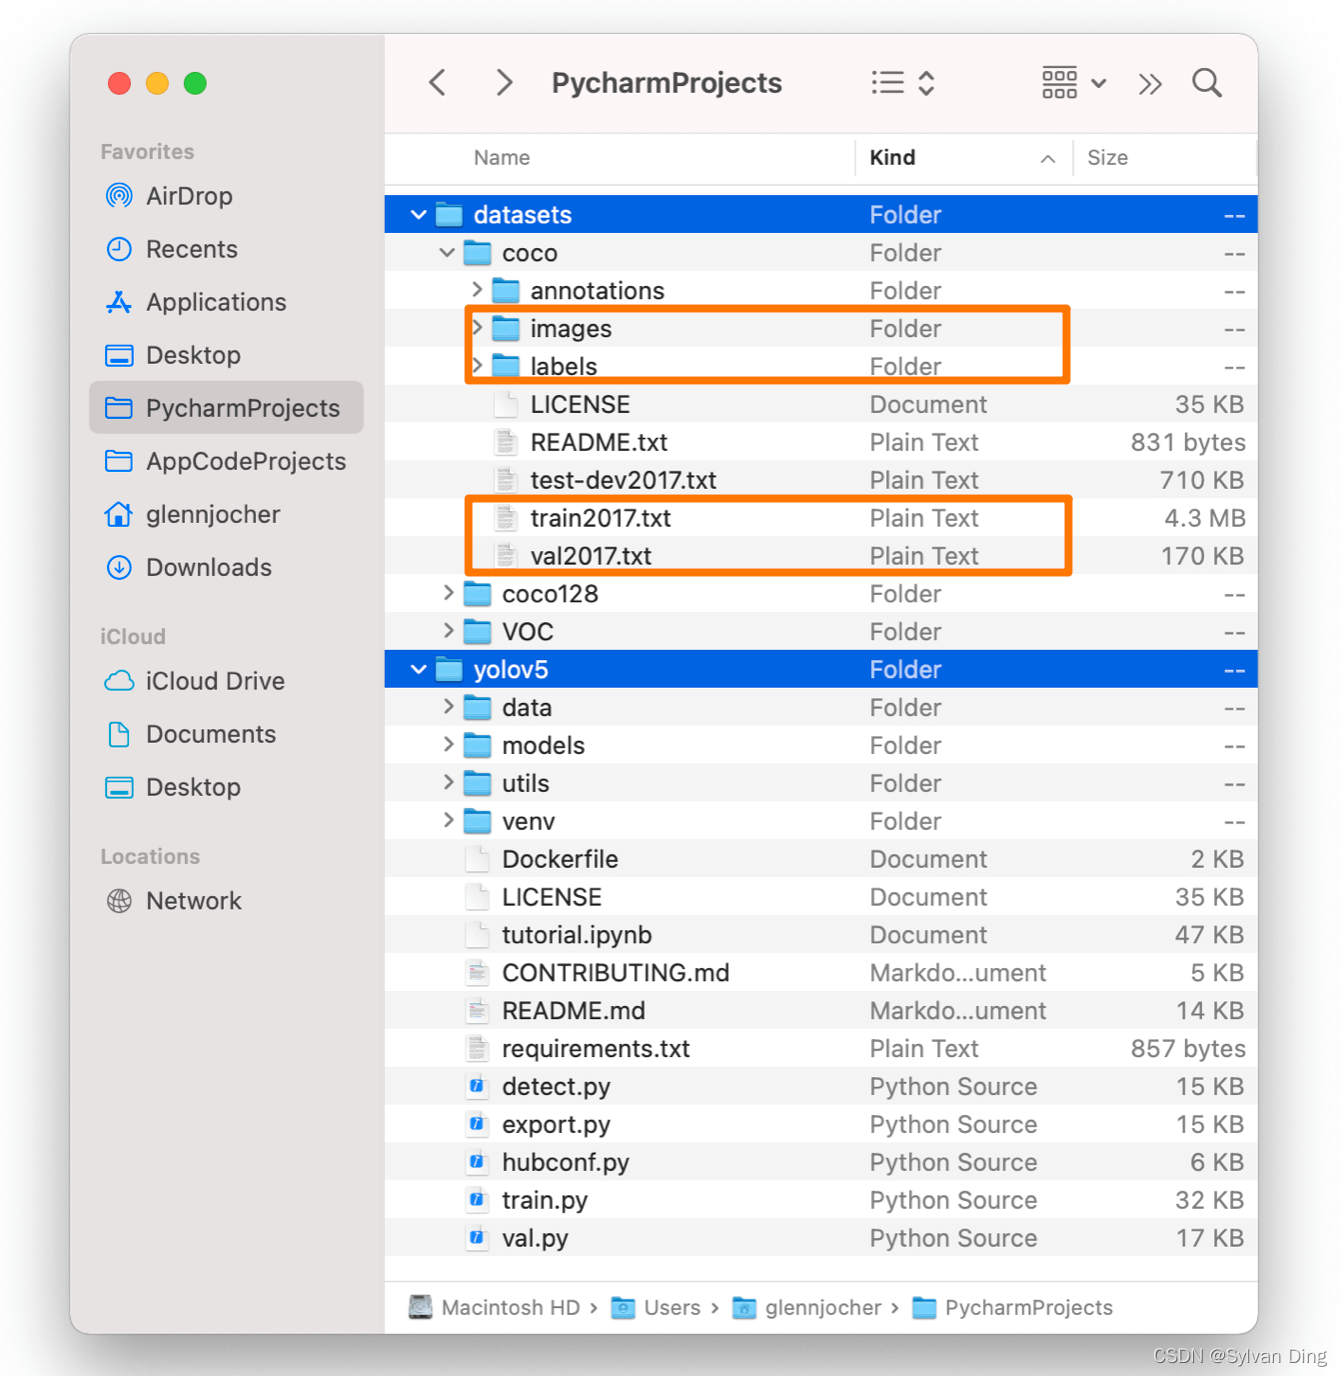 PycharmProjects
Favorites
AirDrop
Recents
Applications
Desktop
PycharmProjects
AppCodeProjects
glennjocher
Downloads
iCloud
iCloud Drive
Documents
Desktop
Locations
Network
Name Kind Size
datasets Folder --
coco Folder --
annotations Folder --
images Folder --
labels Folder --
LICENSE Document 35 KB
README.txt Plain Text 831 bytes
test-dev2017.txt Plain Text 710 KB
train2017.txt Plain Text 4.3 MB
val2017.txt Plain Text 170 KB
coco128 Folder --
VOC Folder --
yolov5 Folder --
data Folder --
models Folder --
utils Folder --
venv Folder --
Dockerfile Document 2 KB
LICENSE Document 35 KB
tutorial.ipynb Document 47 KB
CONTRIBUTING.md Markdo...ument 5 KB
README.md Markdo...ument 14 KB
requirements.txt Plain Text 857 bytes
detect.py Python Source 15 KB
export.py Python Source 15 KB
hubconf.py Python Source 6 KB
train.py Python Source 32 KB
val.py Python Source 17 KB
Macintosh HD › Users › glennjocher › PycharmProjects
CSDN @Sylvan Ding